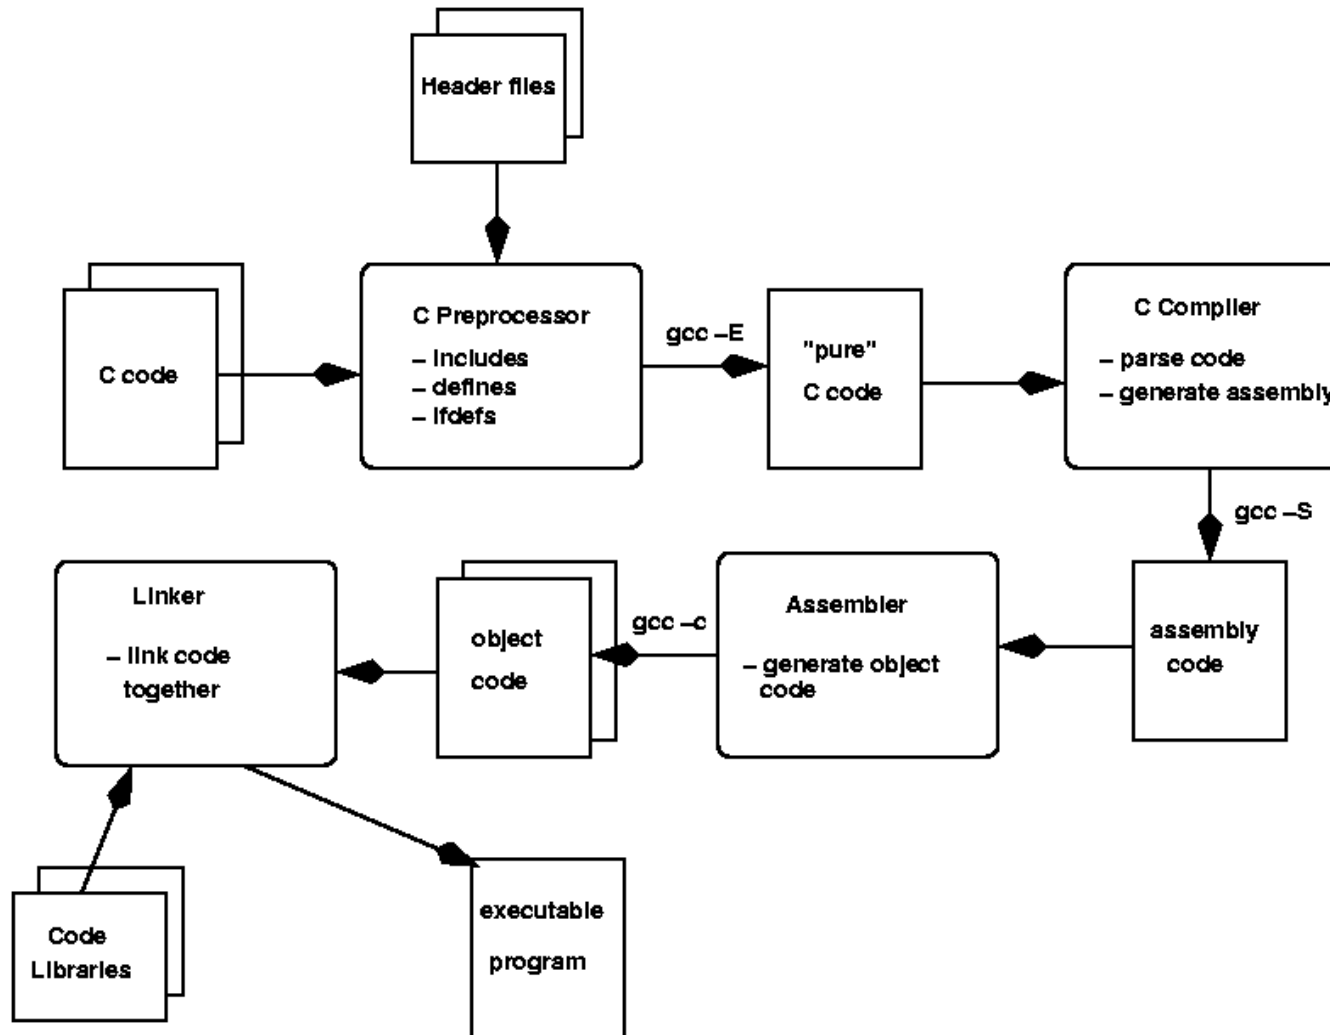 Header files
C code
C Preprocessor
– includes
– defines
– ifdefs
gcc –E
"pure"
C code
C Compiler
– parse code
– generate assembly
gcc –S
Linker
– link code
together
object
code
gcc –c
Assembler
– generate object
code
assembly
code
Code
Libraries
executable
program